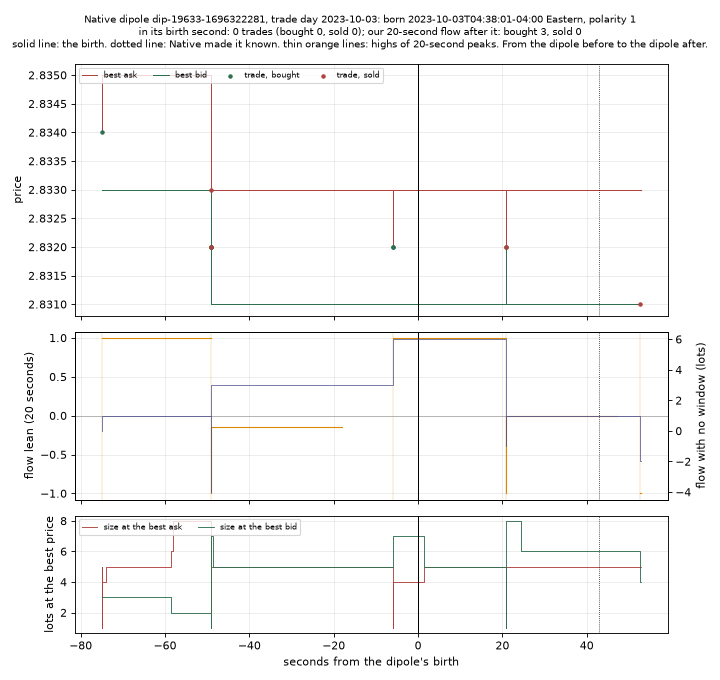 Native dipole dip-19633-1696322281, trade day 2023-10-03: born 2023-10-03T04:38:01-04:00 Eastern, polarity 1
in its birth second: 0 trades (bought 0, sold 0); our 20-second flow after it: bought 3, sold 0
solid line: the birth. dotted line: Native made it known. thin orange lines: highs of 20-second peaks. From the dipole before to the dipole after.
best ask best bid trade, bought trade, sold
2.8350
2.8345
2.8340
2.8335
2.8330
2.8325
2.8320
2.8315
2.8310
price
1.0
0.5
0.0
−0.5
−1.0
flow lean (20 seconds)
6
4
2
0
−2
−4
flow with no window (lots)
size at the best ask size at the best bid
8
6
4
2
lots at the best price
−80 −60 −40 −20 0 20 40
seconds from the dipole's birth